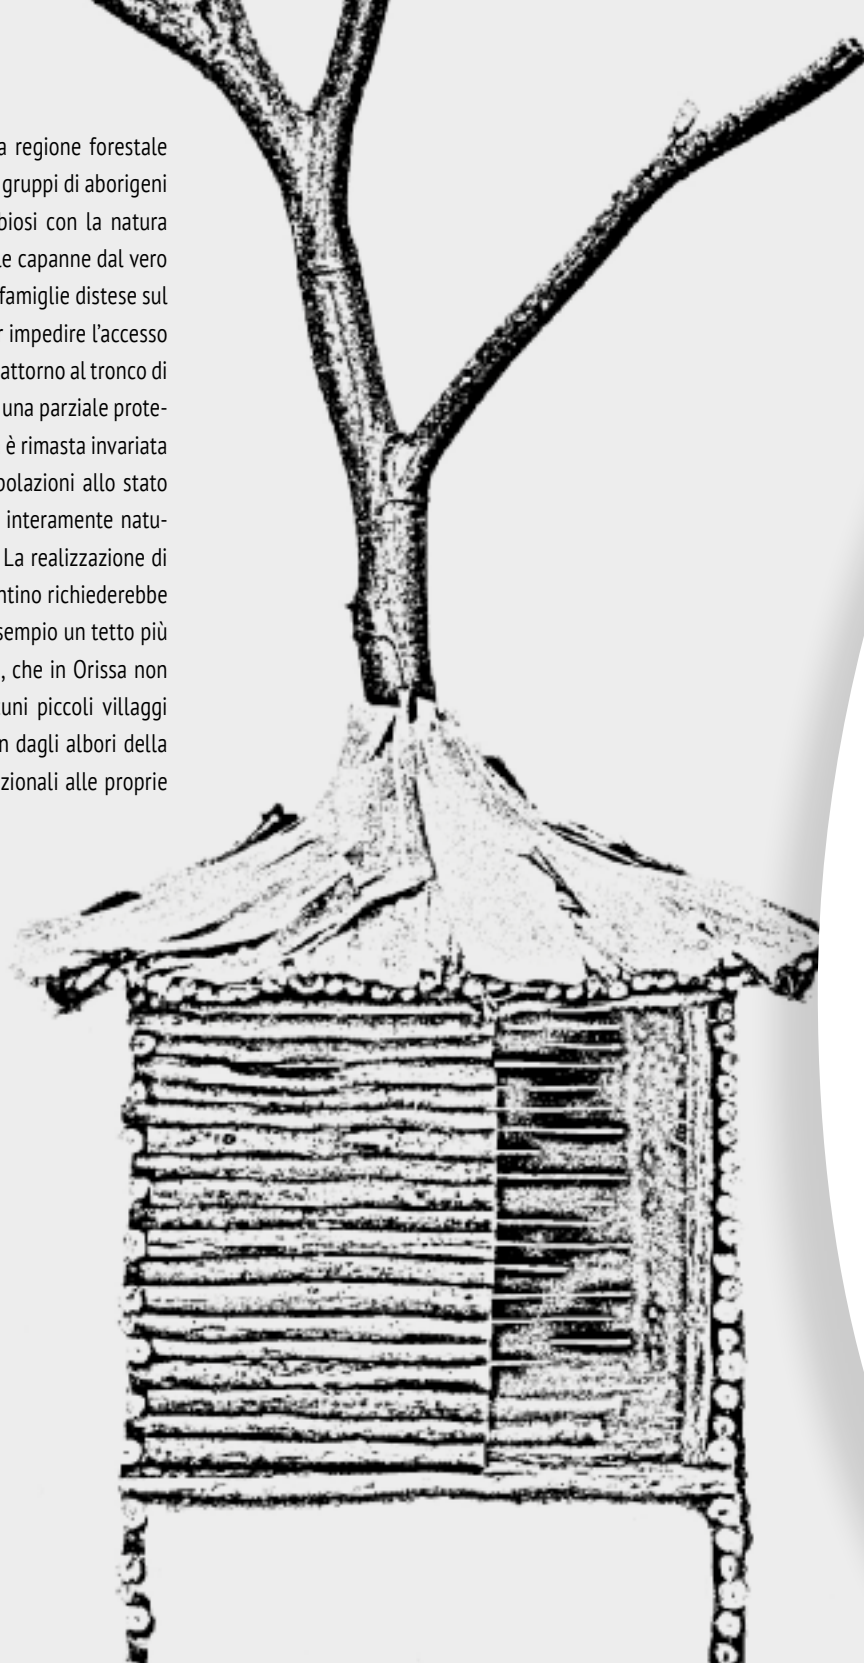 a regione forestale
gruppi di aborigeni
biosi con la natura
le capanne dal vero
famiglie distese sul
r impedire l’accesso
attorno al tronco di
una parziale prote-
è rimasta invariata
polazioni allo stato
interamente natu-
La realizzazione di
ntino richiederebbe
sempio un tetto più
, che in Orissa non
uni piccoli villaggi
n dagli albori della
zionali alle proprie